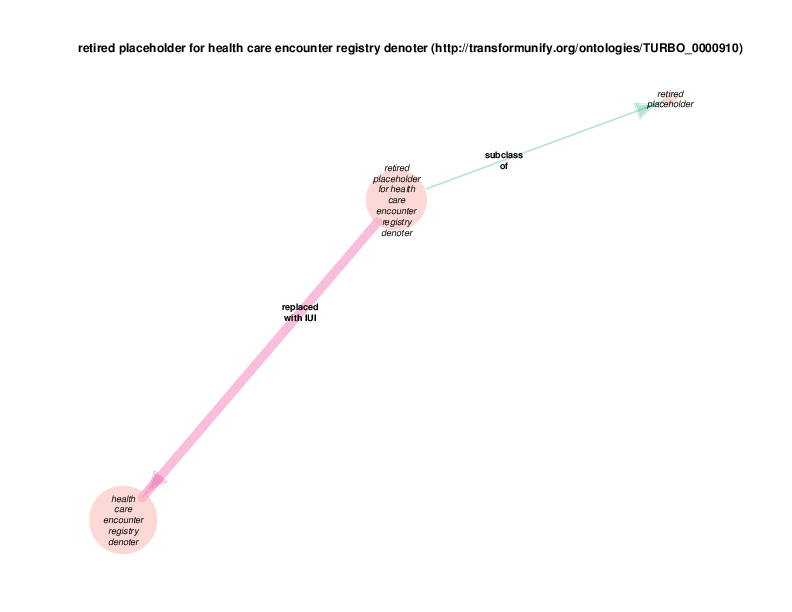 retired placeholder for health care encounter registry denoter (http://transformunify.org/ontologies/TURBO_0000910)
retired
placeholder
subclass
of
retired
placeholder
for health
care
encounter
registry
denoter
replaced
with IUI
health
care
encounter
registry
denoter